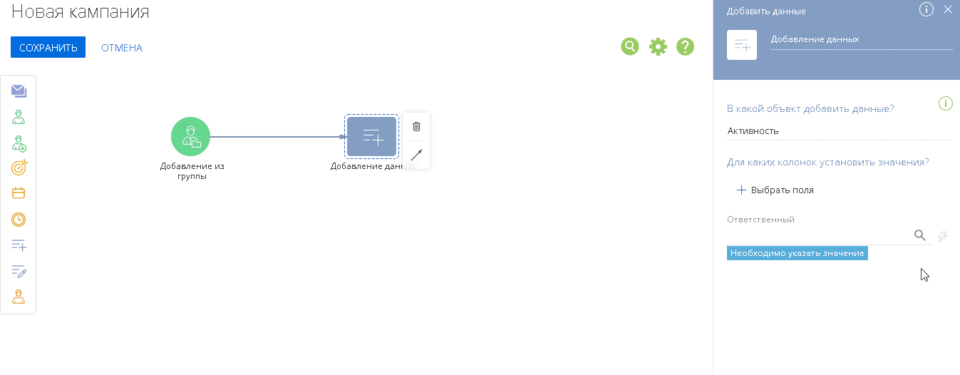 Новая кампания
СОХРАНИТЬ
ОТМЕНА
Добавление из
группы
Добавление дан
Добавить данные
Добавление данных
В какой объект добавить данные?
Активность
Для каких колонок установить значения?
+ Выбрать поля
Ответственный
Необходимо указать значение